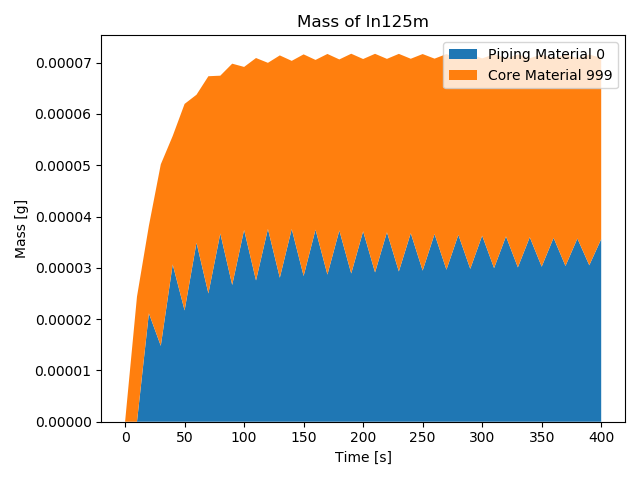 Mass of In125m
Piping Material 0
Core Material 999
0.00007
0.00006
0.00005
0.00004
0.00003
0.00002
0.00001
0.00000
Mass [g]
0 50 100 150 200 250 300 350 400
Time [s]